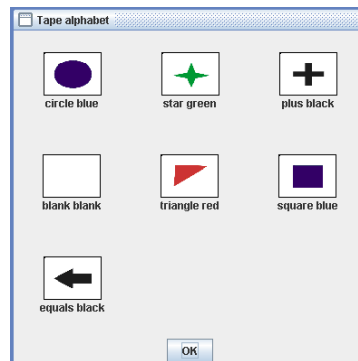 Tape alphabet
circle blue
star green
plus black
blank blank
triangle red
square blue
equals black
OK